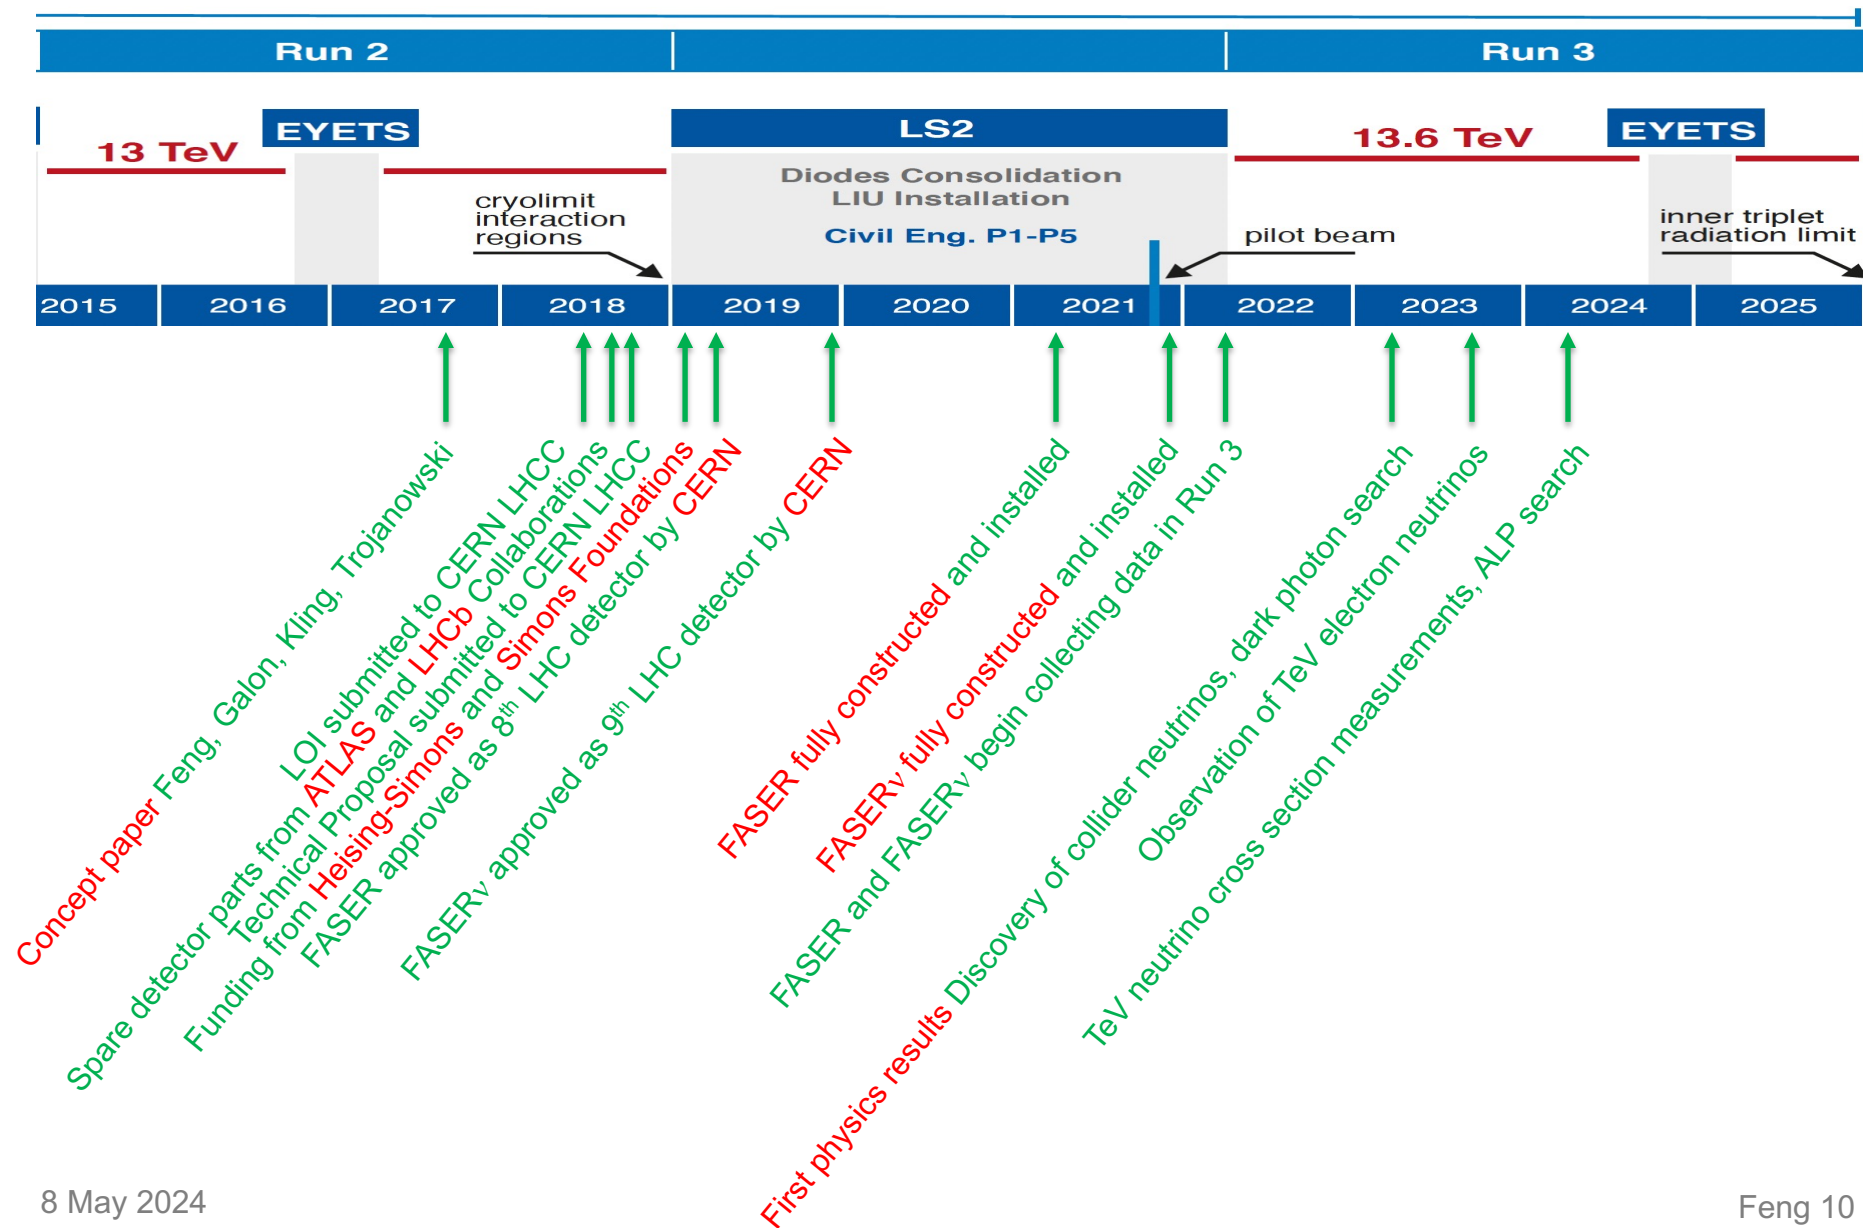 Run 2
Run 3
EYETS
LS2
EYETS
13 TeV
13.6 TeV
Diodes Consolidation
LIU Installation
Civil Eng. P1-P5
cryolimit
interaction
regions
pilot beam
inner triplet
radiation limit
2015 2016 2017 2018 2019 2020 2021 2022 2023 2024 2025
Concept paper Feng, Galon, Kling, Trojanowski
LOI submitted to CERN LHCC
Spare detector parts from ATLAS and LHCb Collaborations
Technical Proposal submitted to CERN LHCC
Funding from Heising-Simons and Simons Foundations
FASER approved as 8th LHC detector by CERN
FASERν approved as 9th LHC detector by CERN
FASER fully constructed and installed
FASERν fully constructed and installed
FASER and FASERν begin collecting data in Run 3
First physics results Discovery of collider neutrinos, dark photon search
Observation of TeV electron neutrinos
TeV neutrino cross section measurements, ALP search
8 May 2024
Feng 10